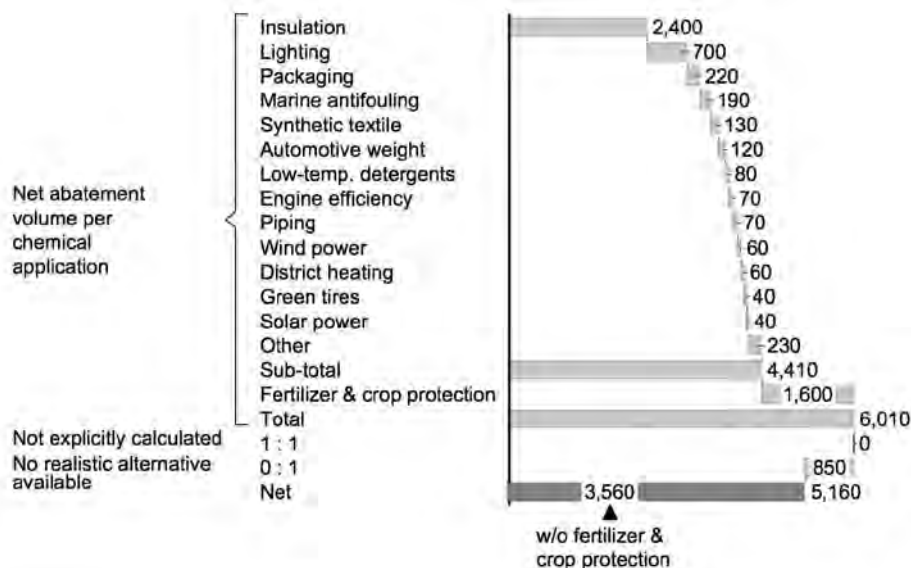 Insulation 2,400
Lighting 700
Packaging 220
Marine antifouling 190
Synthetic textile 130
Automotive weight 120
Low-temp. detergents 80
Engine efficiency 70
Piping 70
Wind power 60
District heating 60
Green tires 40
Solar power 40
Other 230
Sub-total 4,410
Fertilizer & crop protection 1,600
Total 6,010
Net abatement
volume per
chemical
application
Not explicitly calculated 1 : 1 0
No realistic alternative
available 0 : 1 850
Net 3,560 5,160
w/o fertilizer &
crop protection